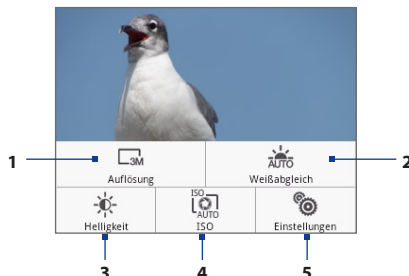 3M
AUTO
1
2
Auflösung
Weißabgleich
ISO
AUTO
Helligkeit
ISO
Einstellungen
3
4
5